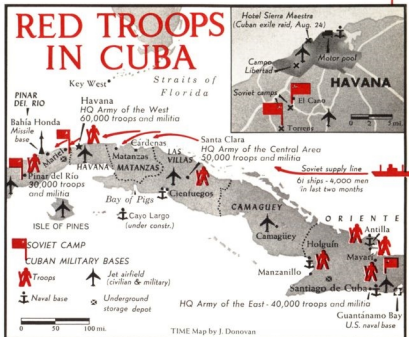 RED TROOPS
IN CUBA
Key West
Straits of
Florida
PINAR
DEL RIO
Bahía Honda
Missile
base
Mariel
Havana
HQ Army of the West
60,000 troops and militia
HAVANA
Cárdenas
Matanzas
MATANZAS
LAS
VILLAS
Santa Clara
HQ Army of the Central Area
50,000 troops and militia
Pinar del Río
30,000 troops
and militia
Bay of Pigs
Cienfuegos
Cayo Largo
(under constr.)
ISLE OF PINES
Soviet supply line
61 ships - 4,000 men
in last two months
CAMAGUEY
Camagüey
ORIENTE
Antilla
Holguín
Mayarí
Manzanillo
Santiago de Cuba
HQ Army of the East - 40,000 troops and militia
Guantánamo Bay
U.S. naval base
SOVIET CAMP
CUBAN MILITARY BASES
Troops
Jet airfield
(civilian & military)
Naval base
Underground
storage depot
0 50 100 mi.
TIME Map by J. Donovan
Hotel Sierra Maestra
(Cuban exile raid, Aug. 24)
Campo
Libertad
Motor pool
HAVANA
Soviet camps
El Cano
Torrens
0 2 5 mi.